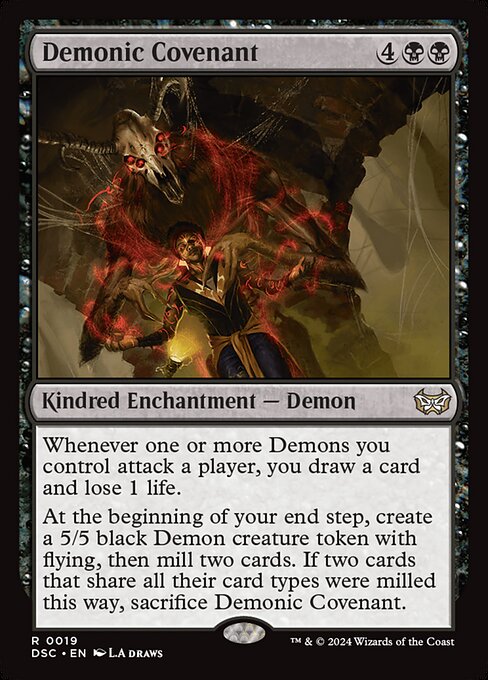 Demonic Covenant 4
Kindred Enchantment — Demon
Whenever one or more Demons you
control attack a player, you draw a card
and lose 1 life.
At the beginning of your end step, create
a 5/5 black Demon creature token with
flying, then mill two cards. If two cards
that share all their card types were milled
this way, sacrifice Demonic Covenant.
R 0019
DSC • EN L.A DRAWS
™ & © 2024 Wizards of the Coast